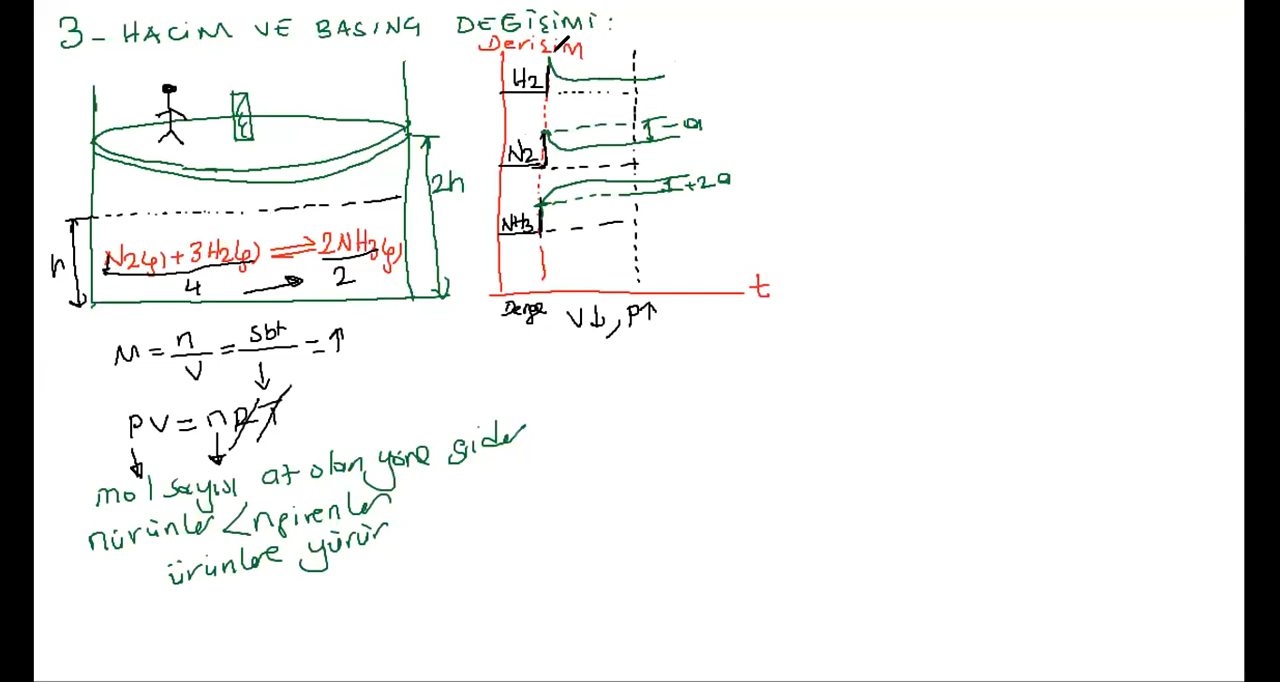 3- HACİM VE BASINÇ DEĞİŞİMİ:
Derişim
H2
N2
-a
NH3
+2a
t
Denge V↓, P↑
2h
h
N2(g) + 3H2(g) ⇌ 2NH3(g)
4 → 2
M = n/V = sbt/↓ = ↑
PV = nRT
mol sayısı az olan yöne gider
nürünler < ngirenler
ürünlere yürür